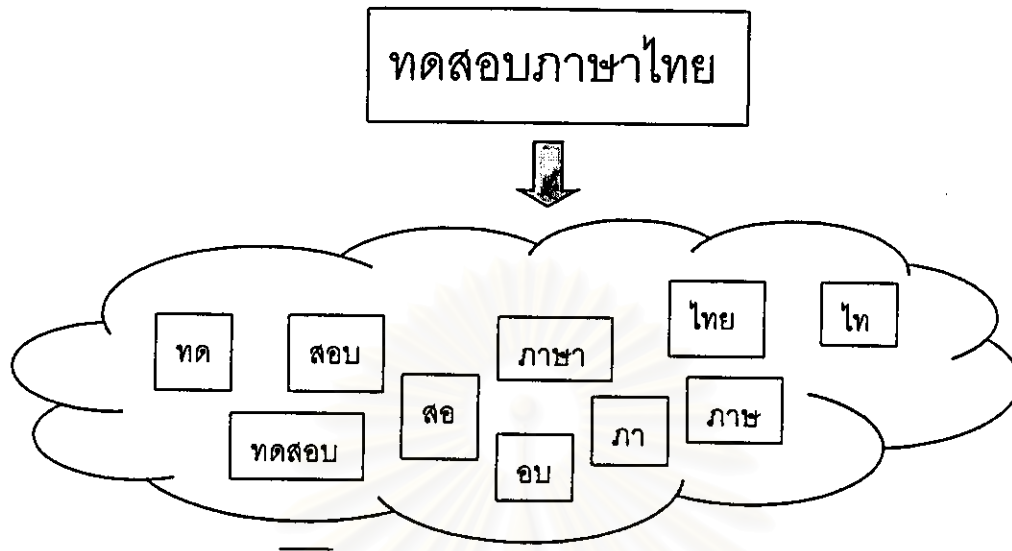 ทดสอบภาษาไทย
ไทย
ไท
ทด
สอบ
ภาษา
สอ
ภา
ภาษ
ทดสอบ
อบ